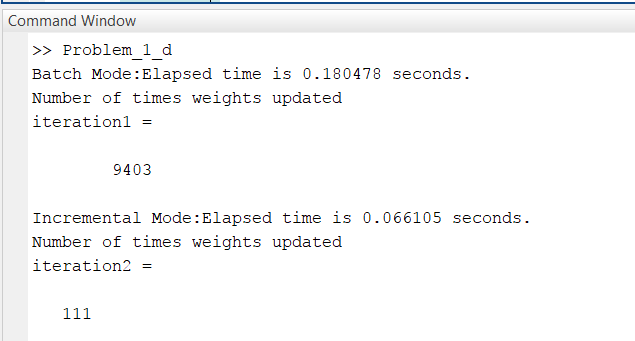 Command Window
>> Problem_1_d
Batch Mode:Elapsed time is 0.180478 seconds.
Number of times weights updated
iteration1 =
9403
Incremental Mode:Elapsed time is 0.066105 seconds.
Number of times weights updated
iteration2 =
111